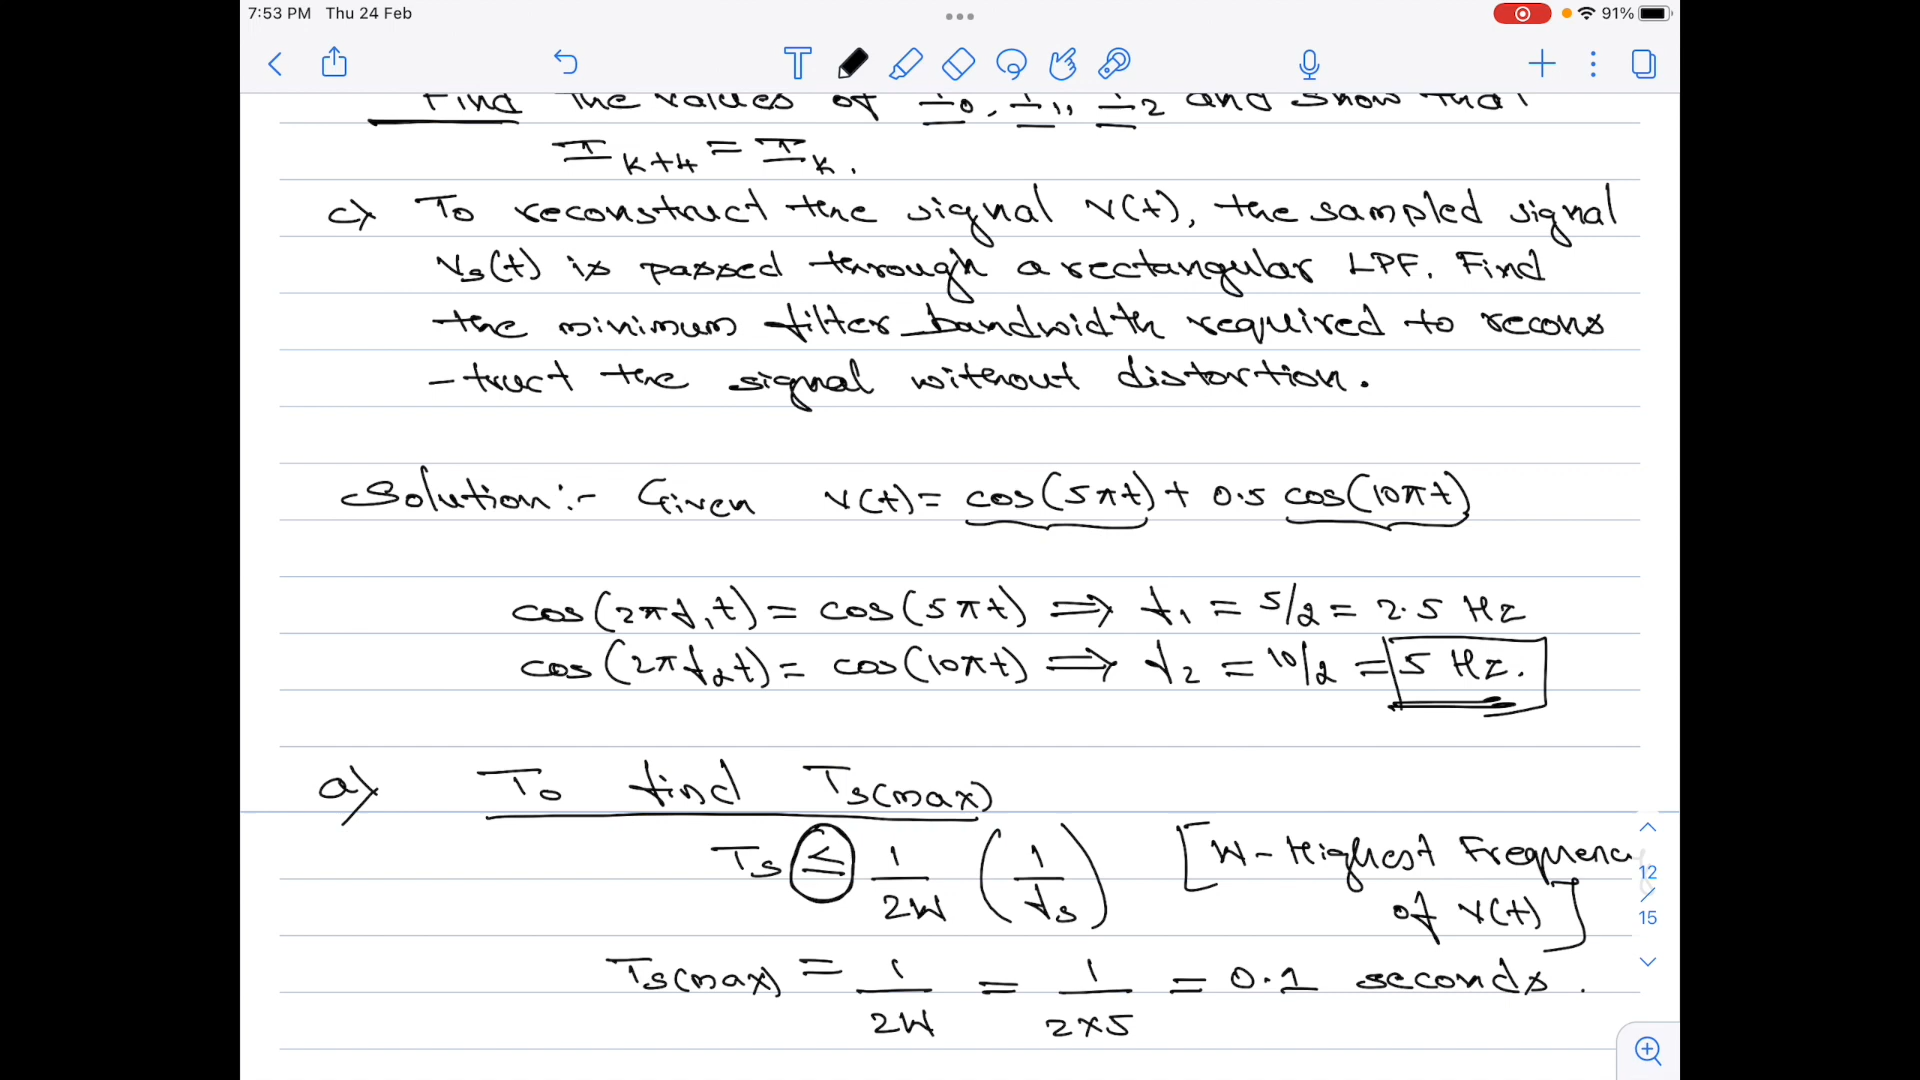 7:53 PM Thu 24 Feb
91%
Find the values of I0, I1, I2 and show that
I k+4 = I k.
c) To reconstruct the signal v(t), the sampled signal
vs(t) is passed through a rectangular LPF. Find
the minimum filter bandwidth required to recons
-truct the signal without distortion.
Solution:- Given v(t) = cos(5πt) + 0.5 cos(10πt)
cos(2πf1t) = cos(5πt) ⟹ f1 = 5/2 = 2.5 Hz
cos(2πf2t) = cos(10πt) ⟹ f2 = 10/2 = 5 Hz.
a) To find Ts(max)
Ts ≤ 1/2W (1/fs) [W - Highest Frequency
of v(t)]
Ts(max) = 1/2W = 1/2×5 = 0.1 seconds.
12
/
15